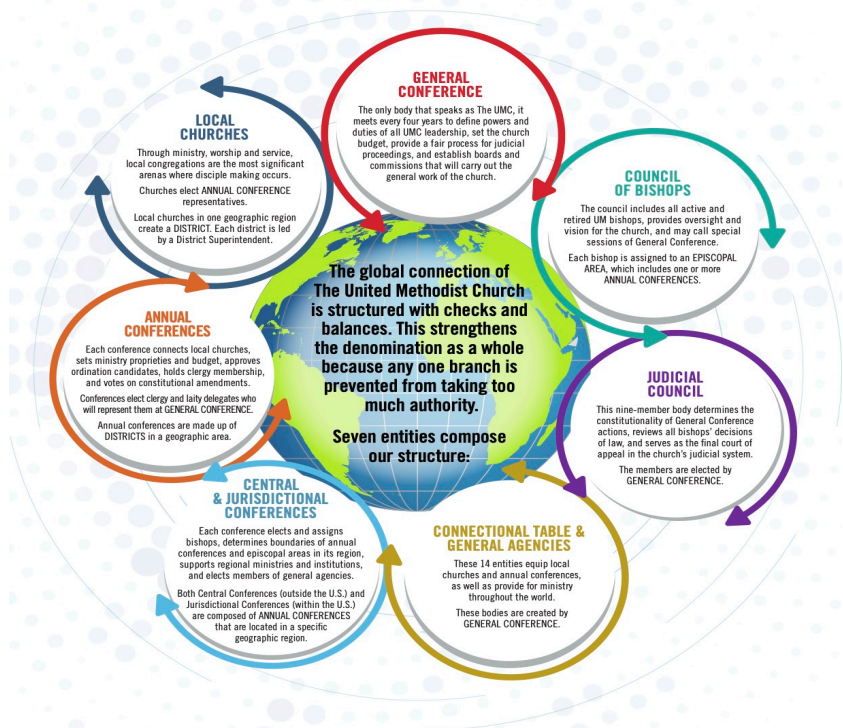 GENERAL
CONFERENCE
The only body that speaks as The UMC, it
meets every four years to define powers and
duties of all UMC leadership, set the church
budget, provide a fair process for judicial
proceedings, and establish boards and
commissions that will carry out the
general work of the church.
COUNCIL
OF BISHOPS
The council includes all active and
retired UM bishops, provides oversight and
vision for the church, and may call special
sessions of General Conference.
Each bishop is assigned to an EPISCOPAL
AREA, which includes one or more
ANNUAL CONFERENCES.
JUDICIAL
COUNCIL
This nine-member body determines the
constitutionality of General Conference
actions, reviews all bishops' decisions
of law, and serves as the final court of
appeal in the church's judicial system.
The members are elected by
GENERAL CONFERENCE.
CONNECTIONAL TABLE &
GENERAL AGENCIES
These 14 entities equip local
churches and annual conferences,
as well as provide for ministry
throughout the world.
These bodies are created by
GENERAL CONFERENCE.
CENTRAL
& JURISDICTIONAL
CONFERENCES
Each conference elects and assigns
bishops, determines boundaries of annual
conferences and episcopal areas in its region,
supports regional ministries and institutions,
and elects members of general agencies.
Both Central Conferences (outside the U.S.) and
Jurisdictional Conferences (within the U.S.)
are composed of ANNUAL CONFERENCES
that are located in a specific
geographic region.
ANNUAL
CONFERENCES
Each conference connects local churches,
sets ministry proprieties and budget, approves
ordination candidates, holds clergy membership,
and votes on constitutional amendments.
Conferences elect clergy and laity delegates who
will represent them at GENERAL CONFERENCE.
Annual conferences are made up of
DISTRICTS in a geographic area.
LOCAL
CHURCHES
Through ministry, worship and service,
local congregations are the most significant
arenas where disciple making occurs.
Churches elect ANNUAL CONFERENCE
representatives.
Local churches in one geographic region
create a DISTRICT. Each district is led
by a District Superintendent.
The global connection of
The United Methodist Church
is structured with checks and
balances. This strengthens
the denomination as a whole
because any one branch is
prevented from taking too
much authority.
Seven entities compose
our structure: